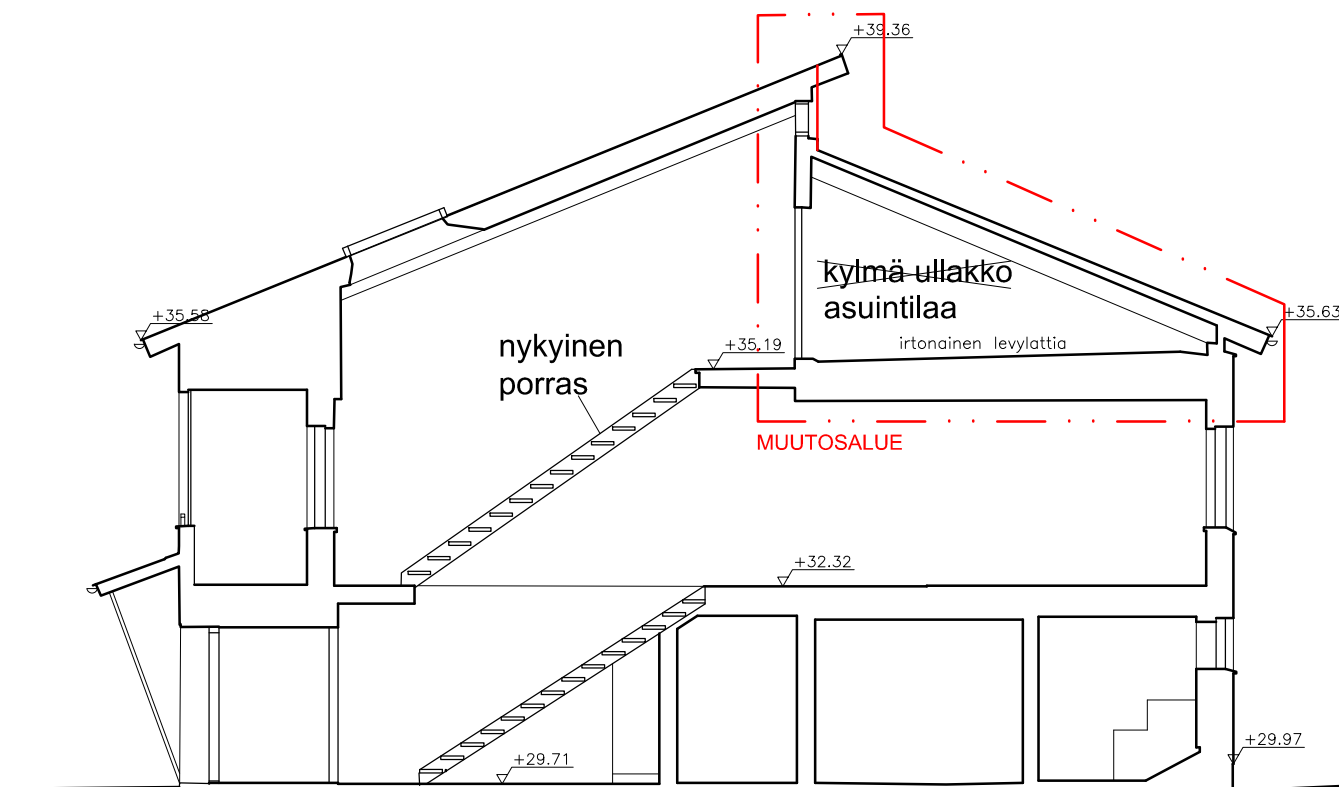 +39.36
+35.58
kylmä ullakko
asuintilaa
+35.63
nykyinen
porras
+35.19
irtonainen levylattia
MUUTOSALUE
+32.32
+29.71
+29.97